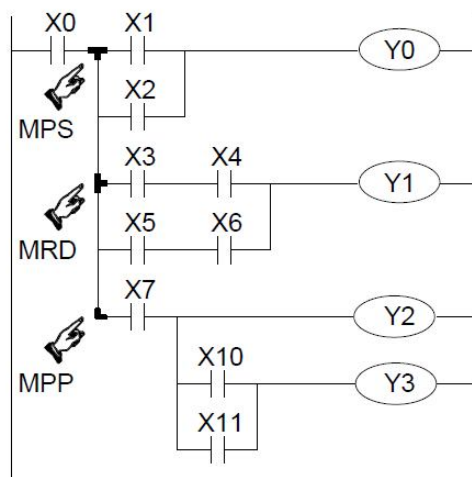 X0 X1 Y0
X2
MPS
X3 X4 Y1
X5 X6
MRD
X7 Y2
MPP
X10 Y3
X11